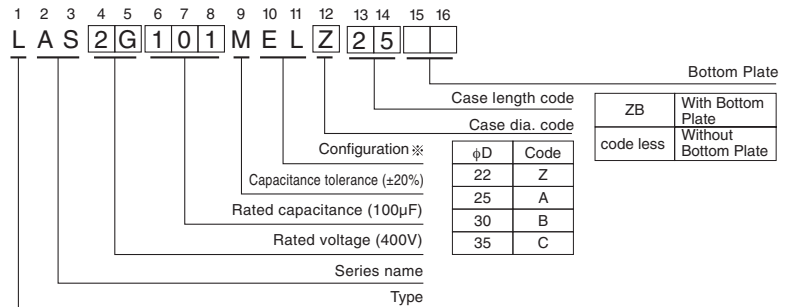 1 2 3 4 5 6 7 8 9 10 11 12 13 14 15 16
L A S 2 G 1 0 1 M E L Z 2 5
Bottom Plate
ZB With Bottom Plate
code less Without Bottom Plate
Case length code
Case dia. code
φD Code
22 Z
25 A
30 B
35 C
Configuration※
Capacitance tolerance (±20%)
Rated capacitance (100µF)
Rated voltage (400V)
Series name
Type